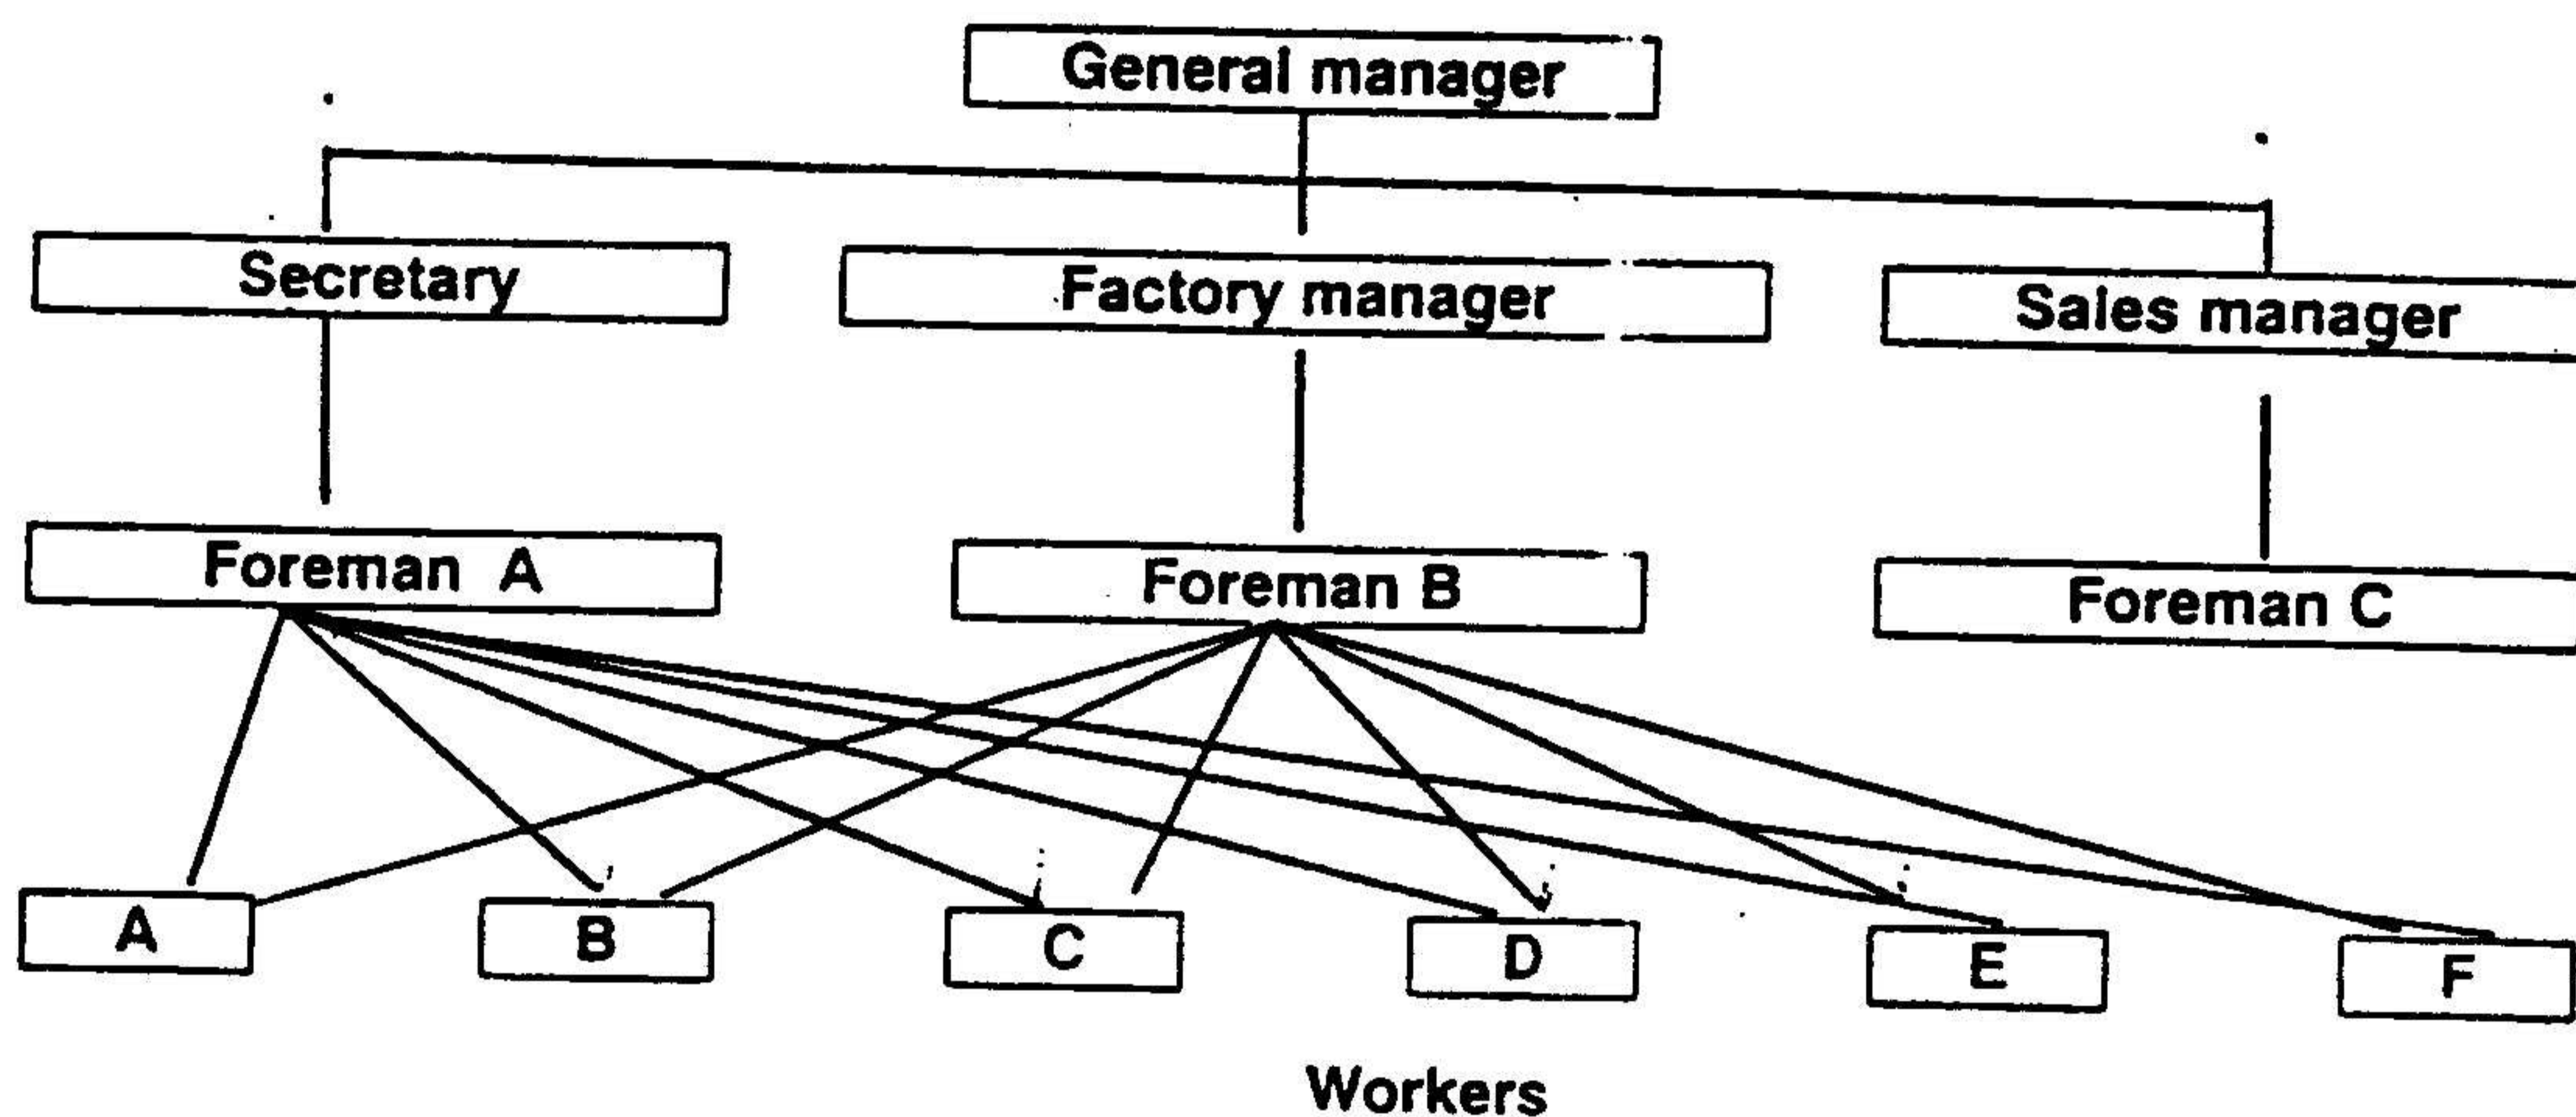 General manager
Secretary
Factory manager
Sales manager
Foreman A
Foreman B
Foreman C
A
B
C
D
E
F
Workers